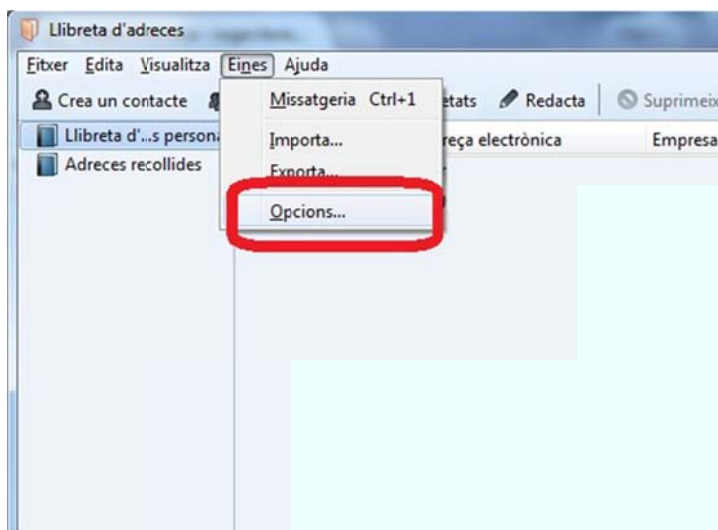 Llibreta d'adreces
Fitxer Edita Visualitza Eines Ajuda
Crea un contacte Missatgeria Ctrl+1 etats Redacta Suprimeix
Llibreta d'...s persona Importa... reça electrònica Empresa
Adreces recollides Exporta...
Opcions...